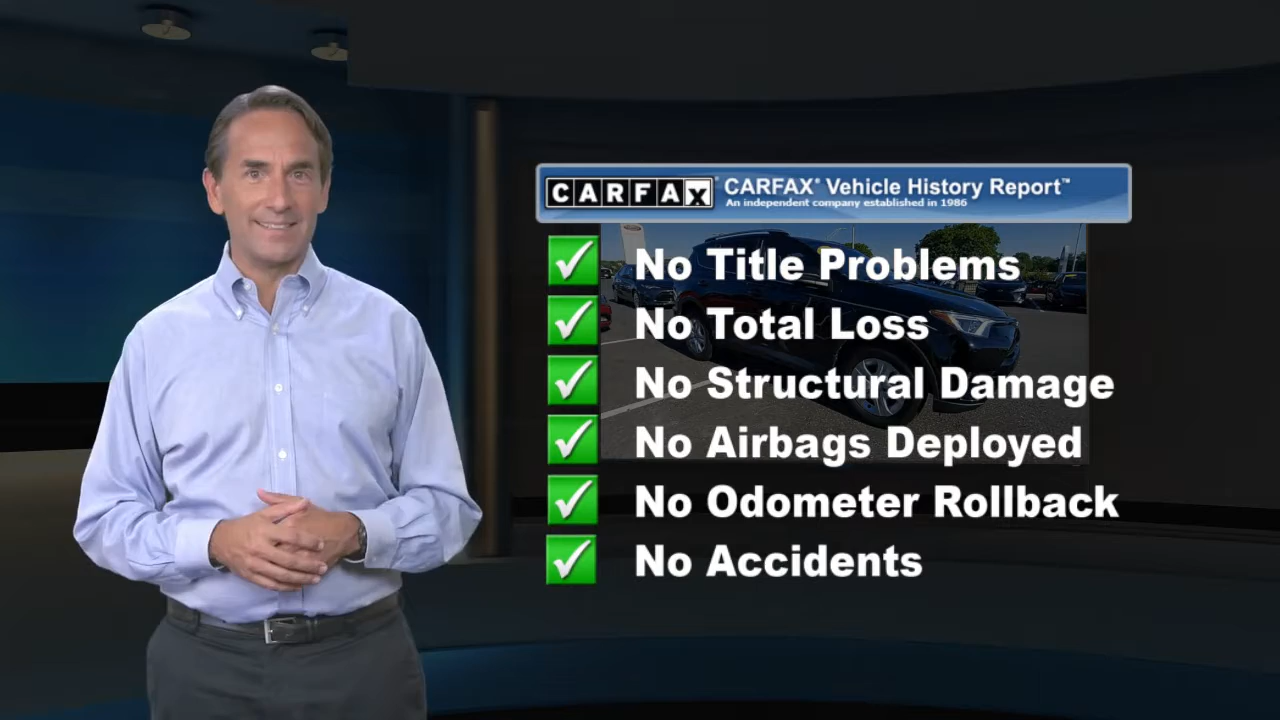 CARFAX® CARFAX® Vehicle History Report™
An independent company established in 1986
No Title Problems
No Total Loss
No Structural Damage
No Airbags Deployed
No Odometer Rollback
No Accidents